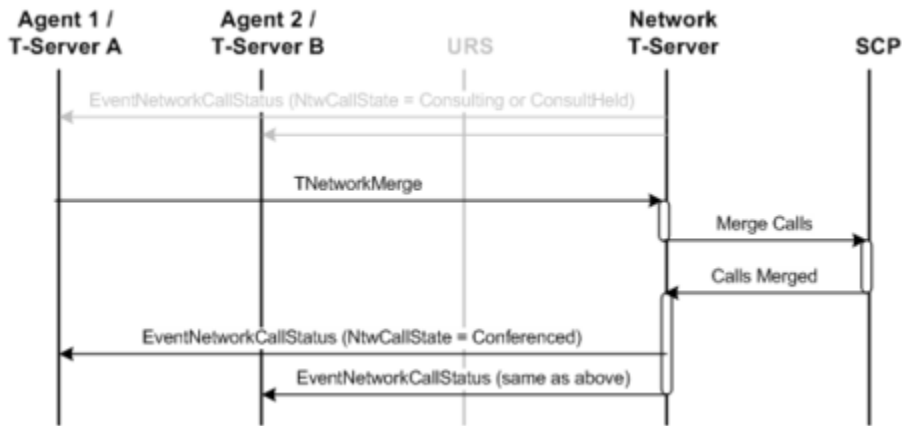 Agent 1 /
T-Server A
Agent 2 /
T-Server B
URS
Network
T-Server
SCP
EventNetworkCallStatus (NtwCallState = Consulting or ConsultHeld)
TNetworkMerge
Merge Calls
Calls Merged
EventNetworkCallStatus (NtwCallState = Conferenced)
EventNetworkCallStatus (same as above)